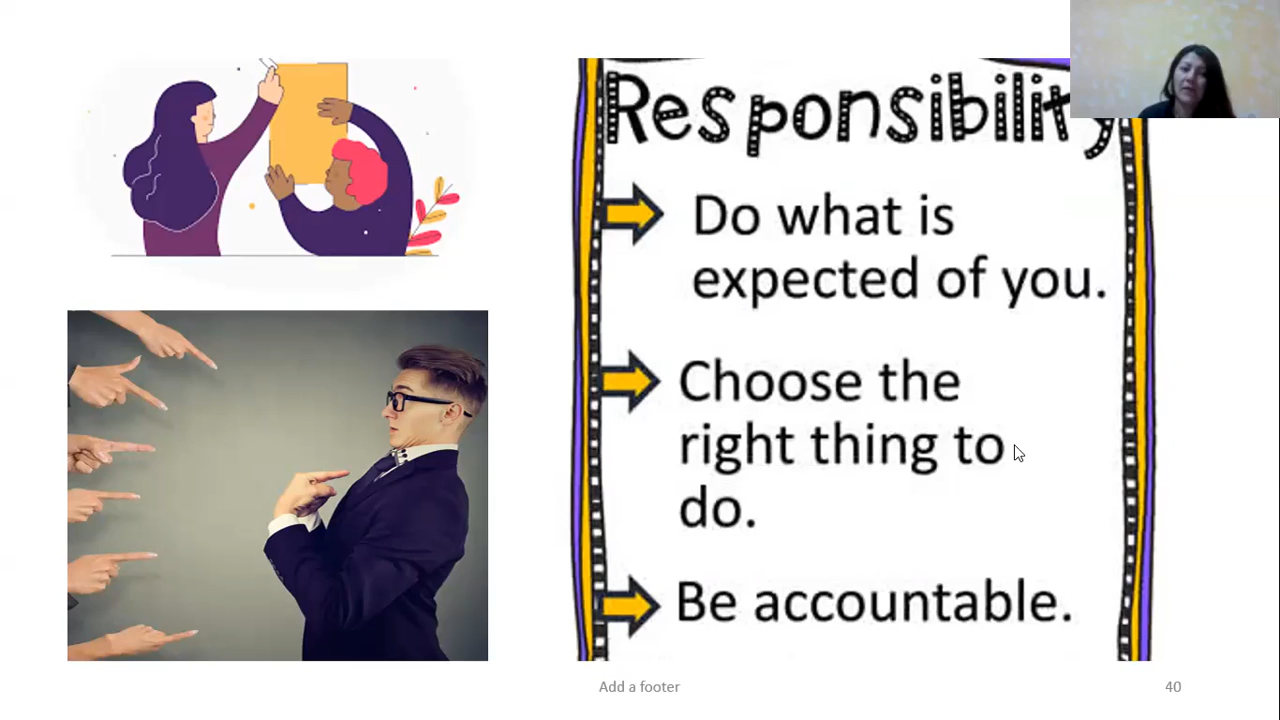 Responsibility
Do what is
expected of you.
Choose the
right thing to
do.
Be accountable.
Add a footer
40